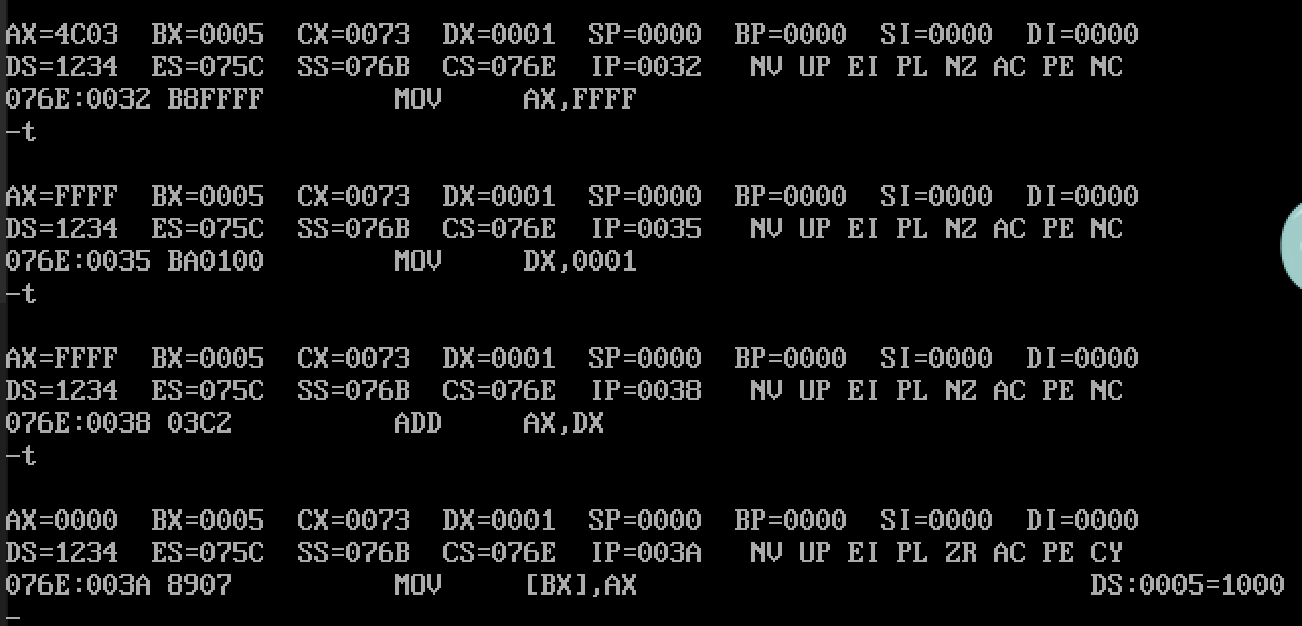 AX=4C03  BX=0005  CX=0073  DX=0001  SP=0000  BP=0000  SI=0000  DI=0000
DS=1234  ES=075C  SS=076B  CS=076E  IP=0032   NV UP EI PL NZ AC PE NC
076E:0032 B8FFFF        MOV     AX,FFFF
-t
AX=FFFF  BX=0005  CX=0073  DX=0001  SP=0000  BP=0000  SI=0000  DI=0000
DS=1234  ES=075C  SS=076B  CS=076E  IP=0035   NV UP EI PL NZ AC PE NC
076E:0035 BA0100        MOV     DX,0001
-t
AX=FFFF  BX=0005  CX=0073  DX=0001  SP=0000  BP=0000  SI=0000  DI=0000
DS=1234  ES=075C  SS=076B  CS=076E  IP=0038   NV UP EI PL NZ AC PE NC
076E:0038 03C2          ADD     AX,DX
-t
AX=0000  BX=0005  CX=0073  DX=0001  SP=0000  BP=0000  SI=0000  DI=0000
DS=1234  ES=075C  SS=076B  CS=076E  IP=003A   NV UP EI PL ZR AC PE CY
076E:003A 8907          MOV     [BX],AX                            DS:0005=1000
-